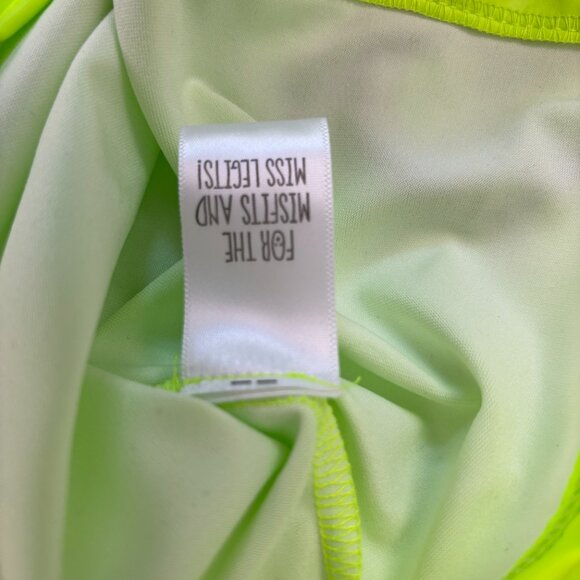 FOR THE
MISFITS AND
MISS LEGITS!